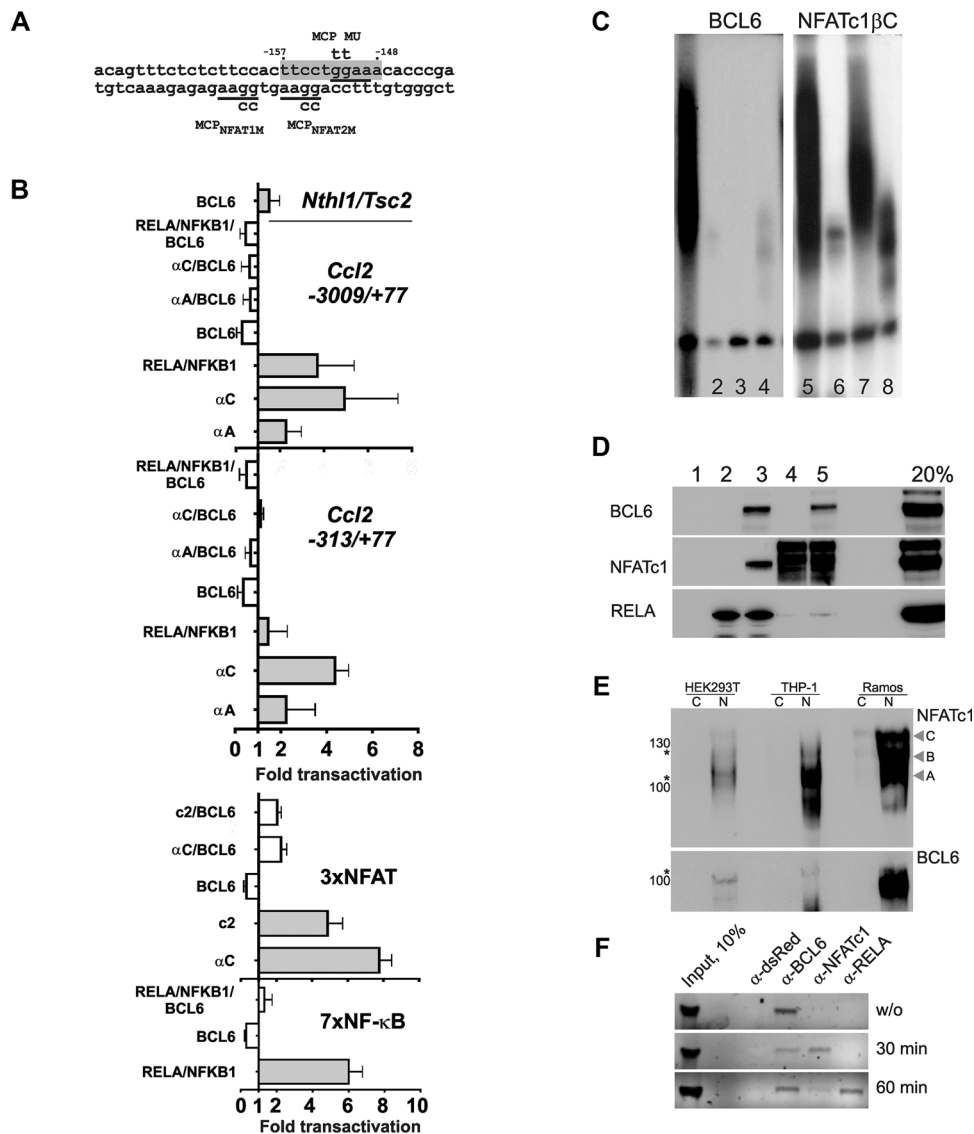 A
MCP MU
-157 tt -148
acagtttctctcttccacttcctggaaacacccga
tgtcaaagagagaaggtgaaggacctttgtgggct
cc cc
MCPNFAT1M MCPNFAT2M
B
BCL6
Nthl1/Tsc2
RELA/NFKB1/
BCL6
αC/BCL6
Ccl2
-3009/+77
αA/BCL6
BCL6
RELA/NFKB1
αC
αA
RELA/NFKB1/
BCL6
αC/BCL6
Ccl2
-313/+77
αA/BCL6
BCL6
RELA/NFKB1
αC
αA
0 1 2 4 6 8
Fold transactivation
c2/BCL6
αC/BCL6
3xNFAT
BCL6
c2
αC
RELA/NFKB1/
BCL6
7xNF-κB
BCL6
RELA/NFKB1
0 1 2 4 6 8 10
Fold transactivation
C
BCL6 NFATc1βC
1 2 3 4 5 6 7 8
D
1 2 3 4 5 20%
BCL6
NFATc1
RELA
E
HEK293T THP-1 Ramos
C N C N C N
NFATc1
C
130
*
B
*
A
100
BCL6
*
100
F
Input, 10% α-dsRed α-BCL6 α-NFATc1 α-RELA
w/o
30 min
60 min